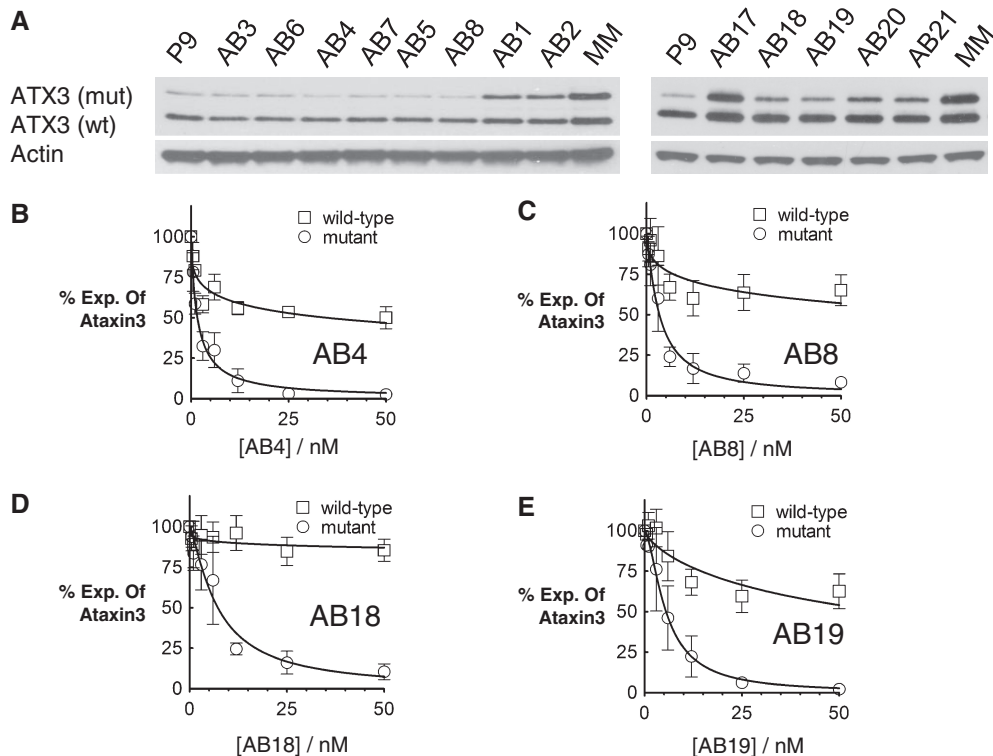 A
P9 AB3 AB6 AB4 AB7 AB5 AB8 AB1 AB2 MM
P9 AB17 AB18 AB19 AB20 AB21 MM
ATX3 (mut)
ATX3 (wt)
Actin
B
wild-type
mutant
100
75
50
25
0
% Exp. Of
Ataxin3
AB4
0 25 50
[AB4] / nM
C
wild-type
mutant
100
75
50
25
0
% Exp. Of
Ataxin3
AB8
0 25 50
[AB8] / nM
D
wild-type
mutant
100
75
50
25
0
% Exp. Of
Ataxin3
AB18
0 25 50
[AB18] / nM
E
wild-type
mutant
100
75
50
25
0
% Exp. Of
Ataxin3
AB19
0 25 50
[AB19] / nM